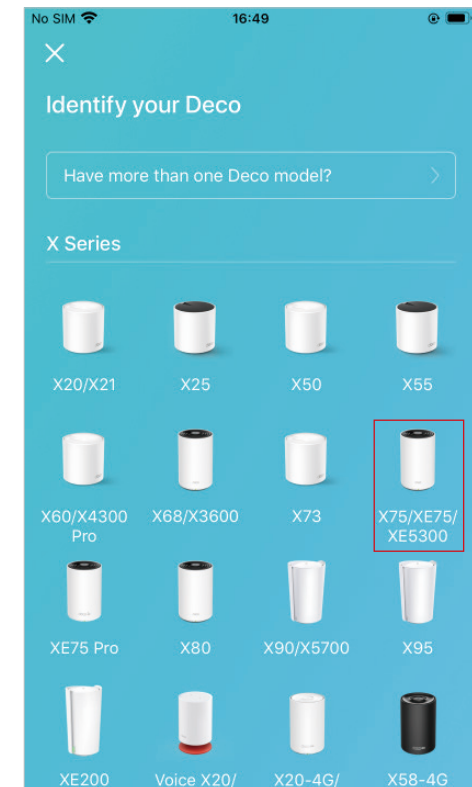 No SIM 16:49
Identify your Deco
Have more than one Deco model?
X Series
X20/X21 X25 X50 X55
X60/X4300 Pro X68/X3600 X73 X75/XE75/ XE5300
XE75 Pro X80 X90/X5700 X95
XE200 Voice X20/ X20-4G/ X58-4G